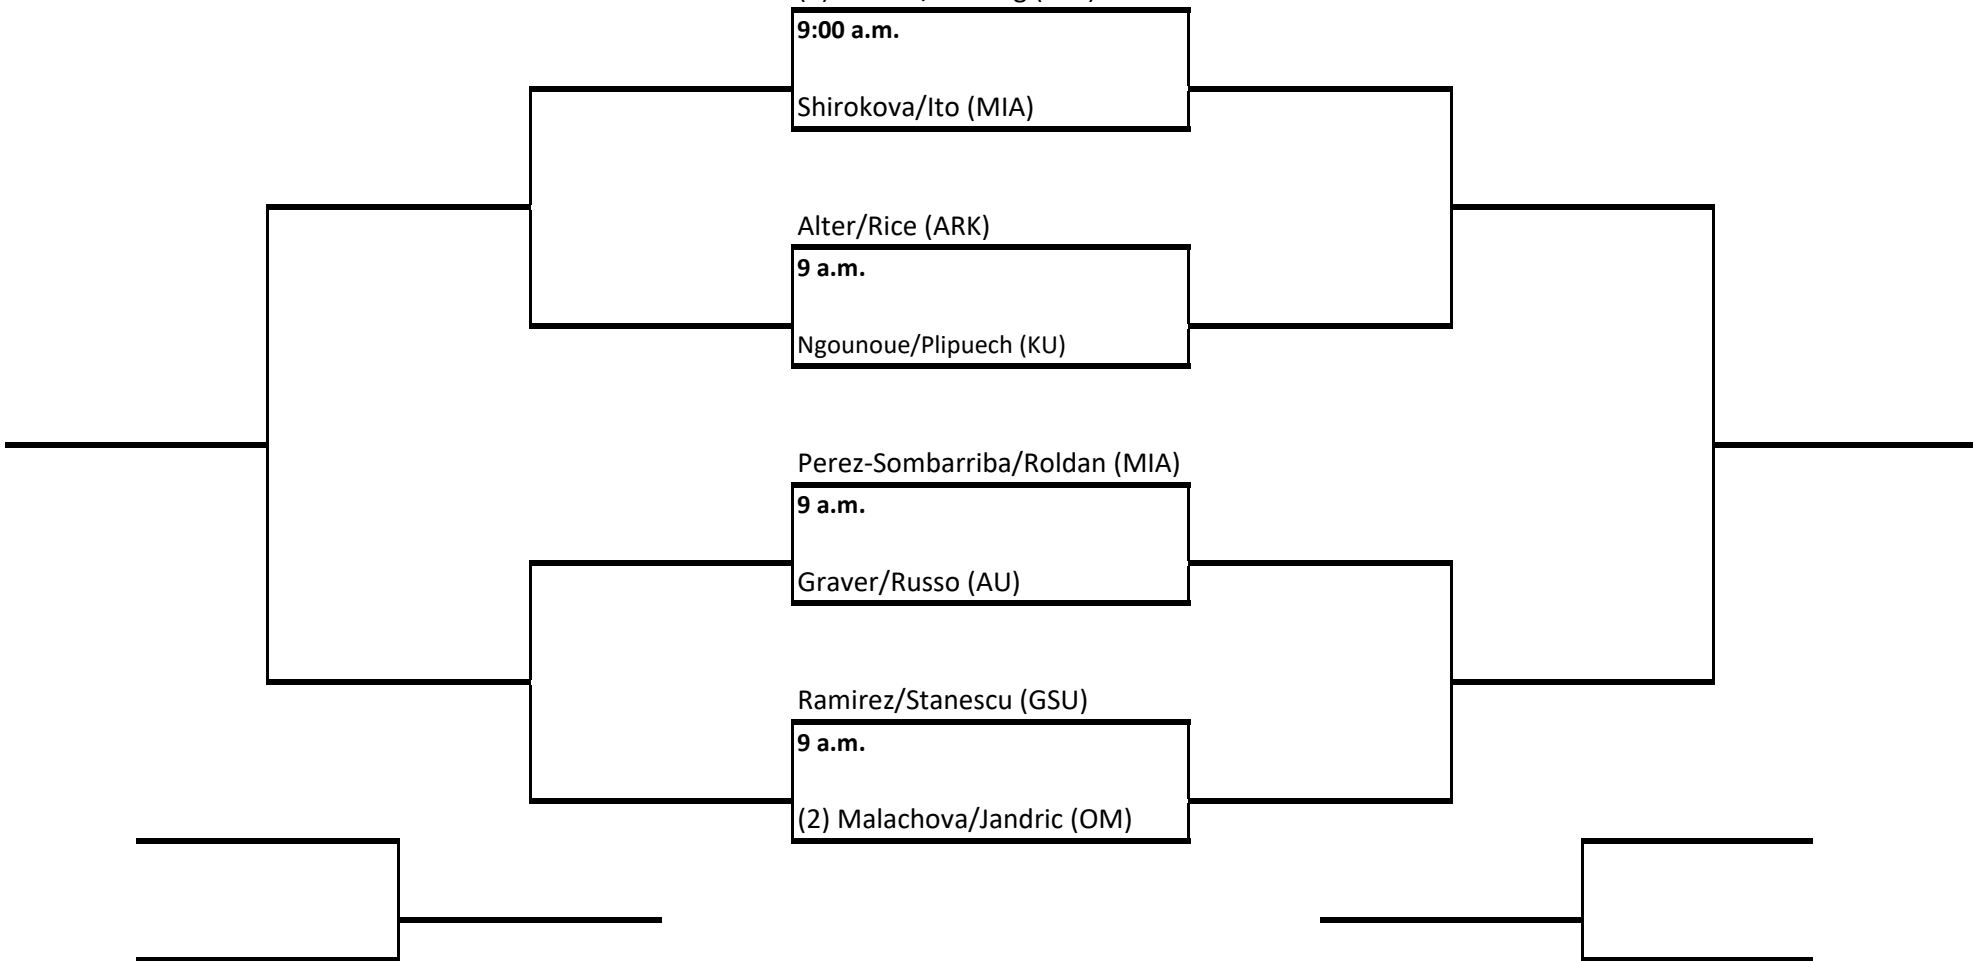 9:00 a.m.
Shirokova/Ito (MIA)
Alter/Rice (ARK)
9 a.m.
Ngounoue/Plipuech (KU)
Perez-Sombarriba/Roldan (MIA)
9 a.m.
Graver/Russo (AU)
Ramirez/Stanescu (GSU)
9 a.m.
(2) Malachova/Jandric (OM)